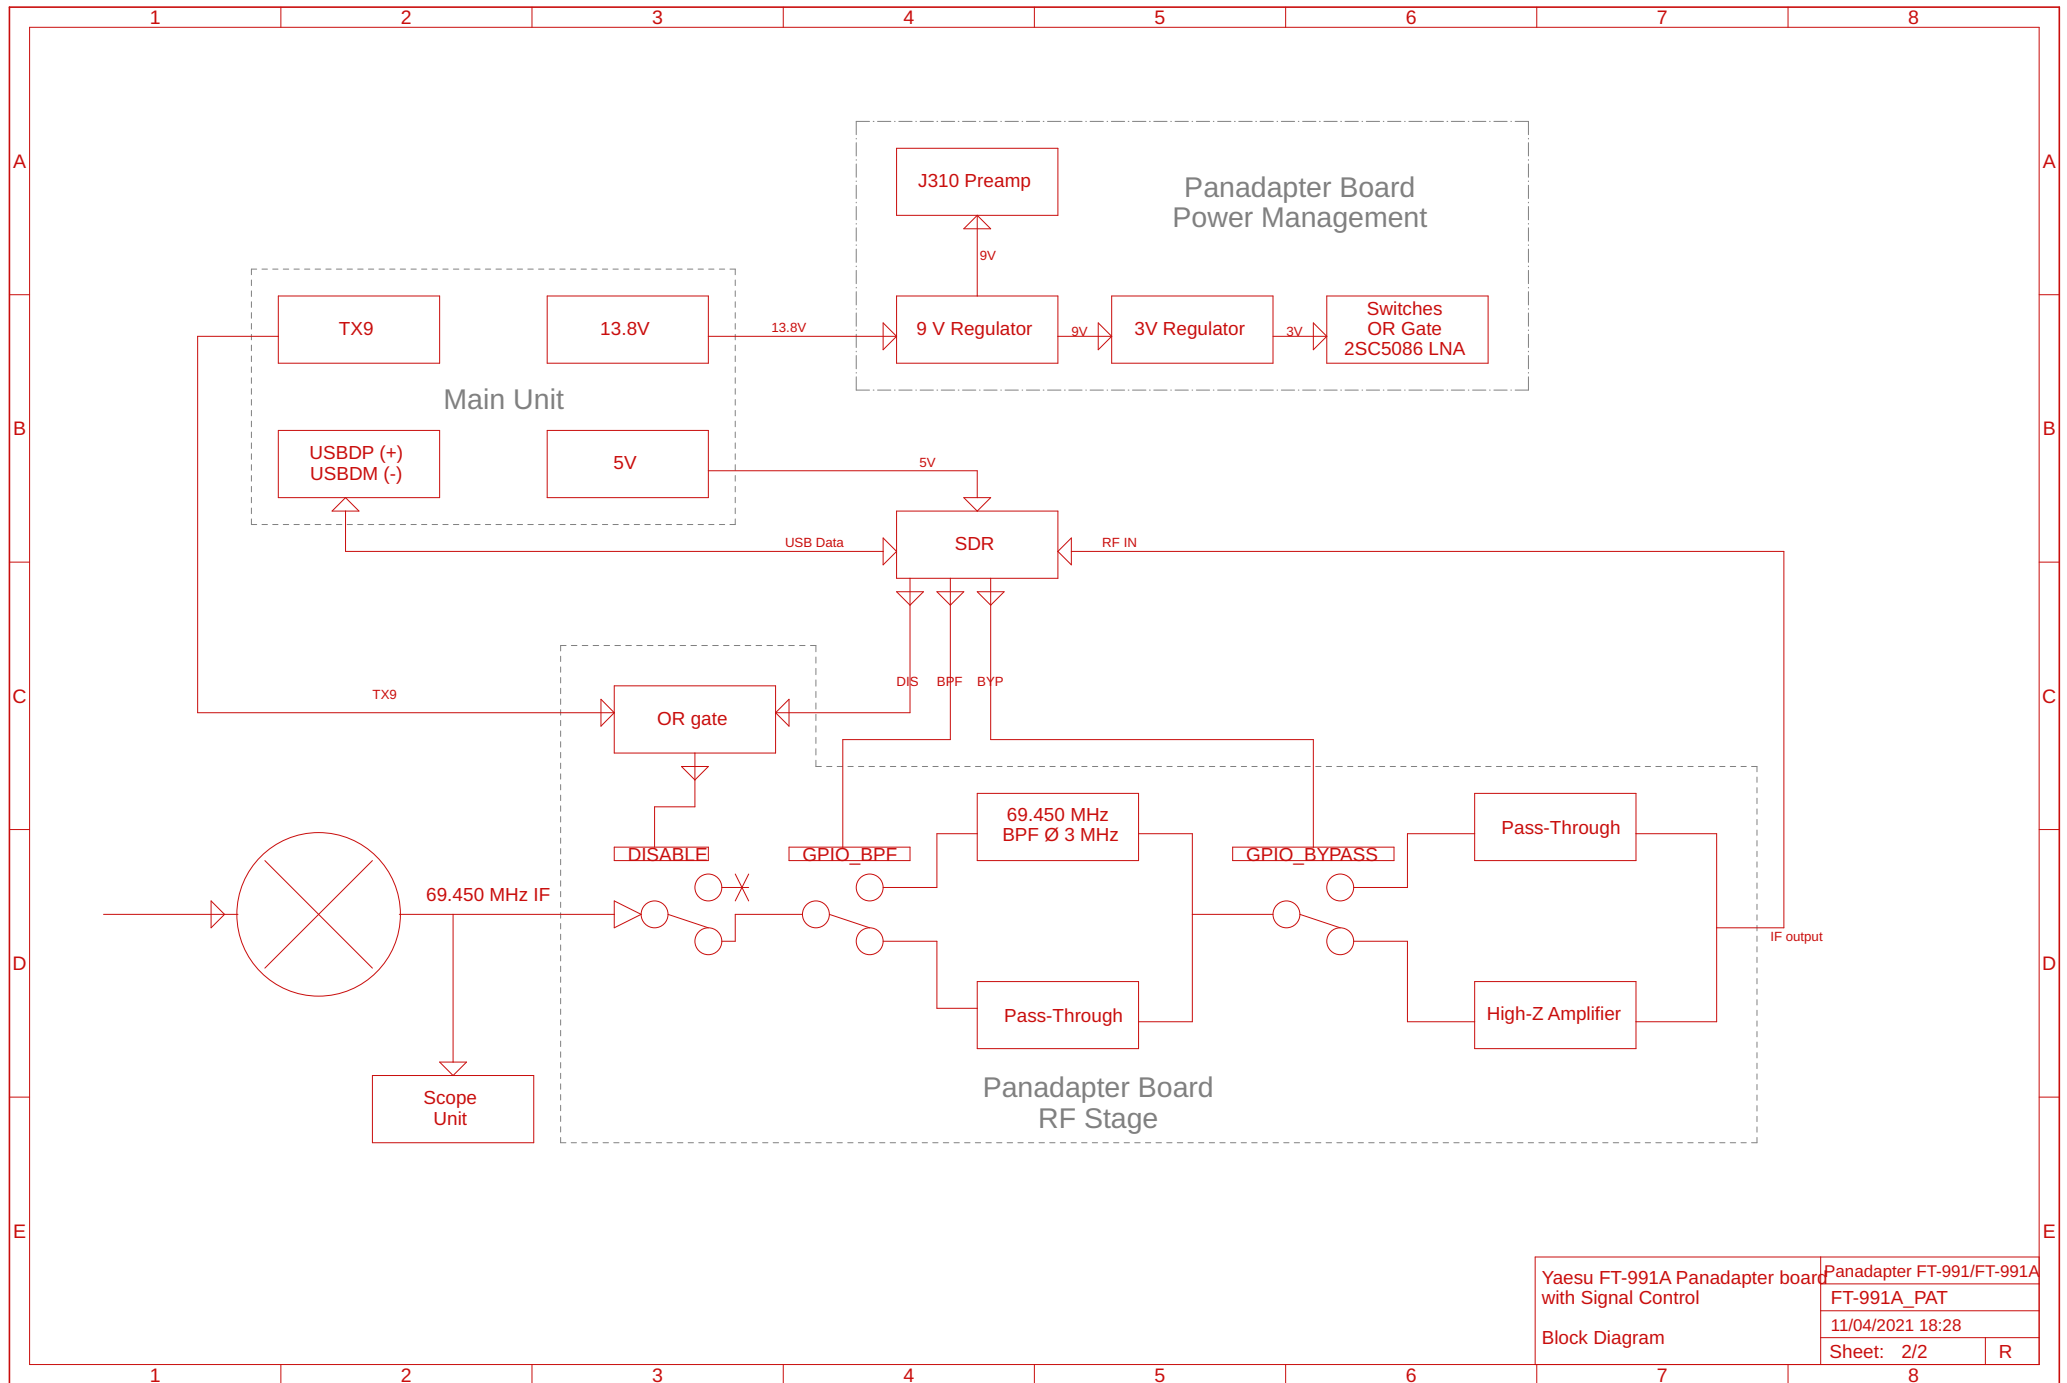 1 2 3 4 5 6 7 8
A A
J310 Preamp
Panadapter Board
Power Management
9V
TX9
13.8V
13.8V
9 V Regulator
9V
3V Regulator
3V
Switches
OR Gate
2SC5086 LNA
Main Unit
B B
USBDP (+)
USBDM (-)
5V
5V
USB Data
SDR
RF IN
DIS BPF BYP
C C
TX9
OR gate
69.450 MHz
BPF Ø 3 MHz
Pass-Through
DISABLE
GPIO_BPF
GPIO_BYPASS
69.450 MHz IF
IF output
D D
Pass-Through
High-Z Amplifier
Scope
Unit
Panadapter Board
RF Stage
E E
Yaesu FT-991A Panadapter board
with Signal Control
Block Diagram
Panadapter FT-991/FT-991A
FT-991A_PAT
11/04/2021 18:28
Sheet: 2/2 R
1 2 3 4 5 6 7 8